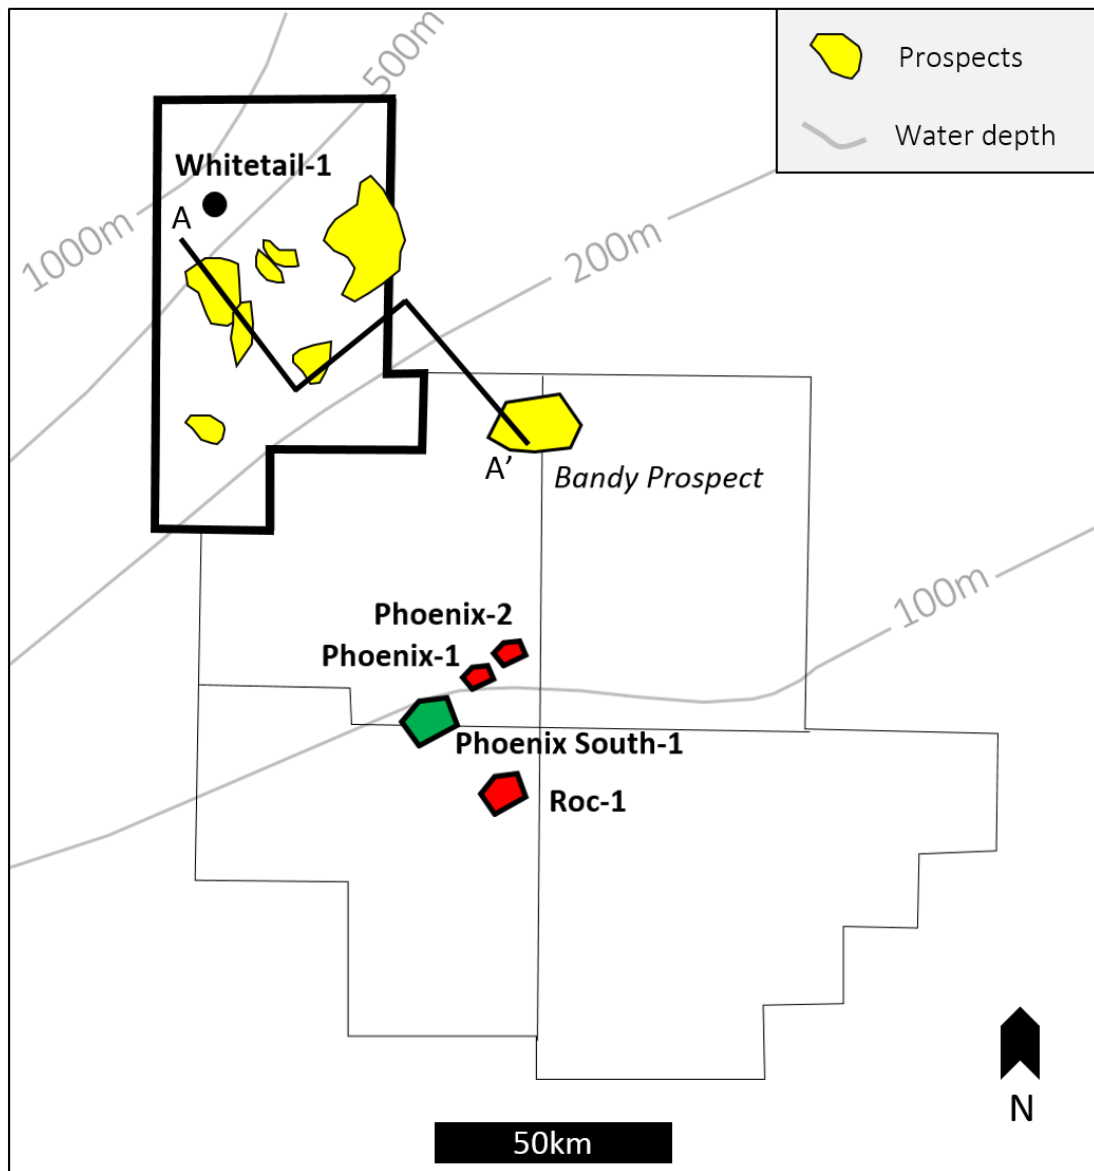 500m
Prospects
Water depth
Whitetail-1
A
1000m
200m
A’
Bandy Prospect
100m
Phoenix-2
Phoenix-1
Phoenix South-1
Roc-1
N
50km